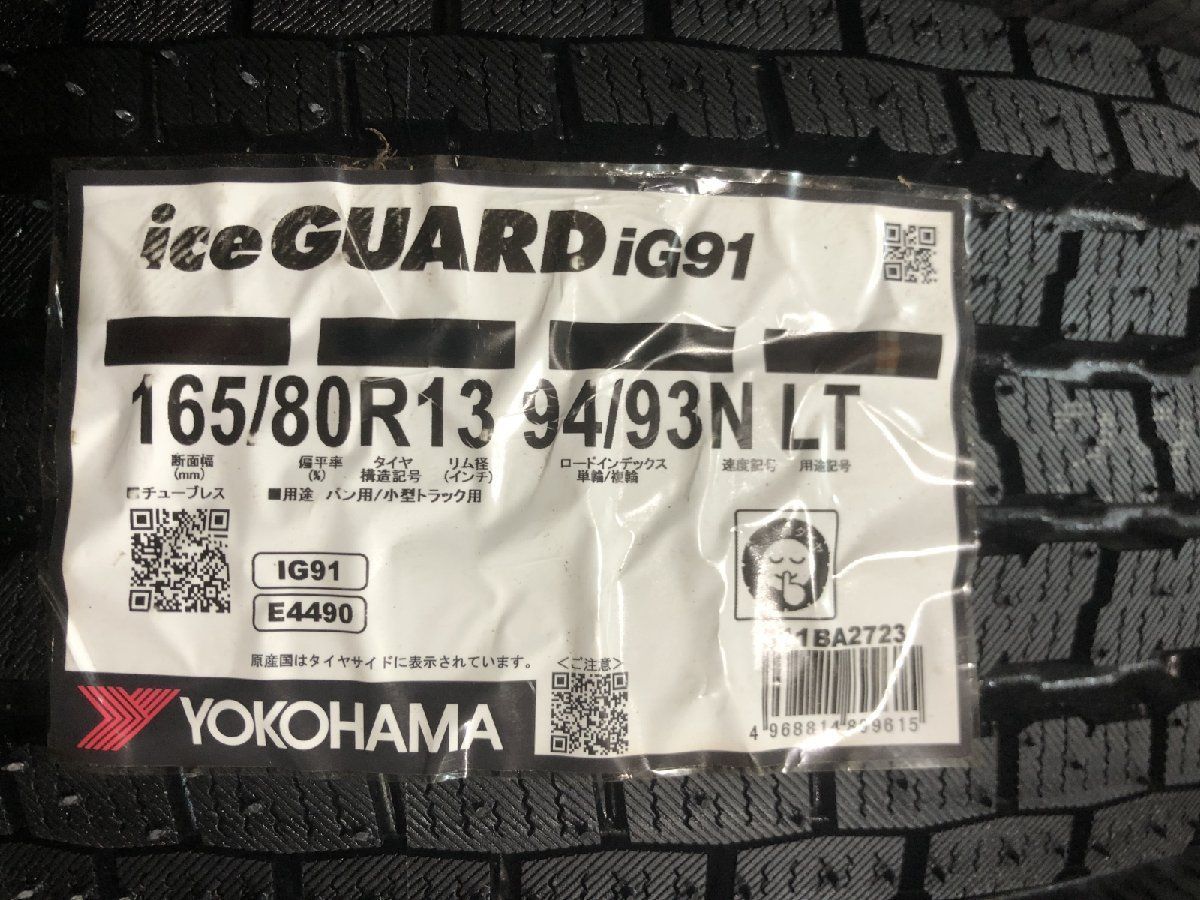 iceGUARD iG91
165/80R13 94/93N LT
断面幅 (mm)
偏平率 (%)
タイヤ 構造記号
リム径 (インチ)
ロードインデックス 単輪/複輪
速度記号
用途記号
■チューブレス ■用途 バン用/小型トラック用
IG91
E4490
11BA2723
原産国はタイヤサイドに表示されています。
<ご注意>
YOKOHAMA